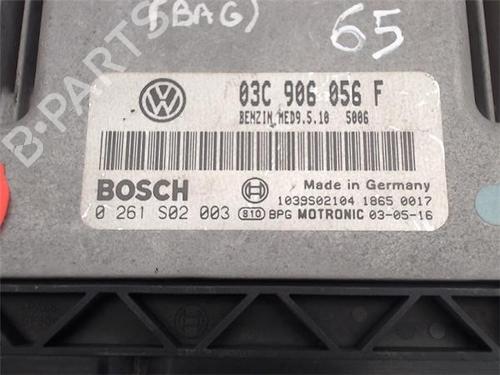 (BAG)
65
03C 906 056 F
BENZIN MED9.5.10 5006
BOSCH
Made in Germany
1039S02104 1865 0017
0 261 S02 003 810 BPG MOTRONIC 03-05-16